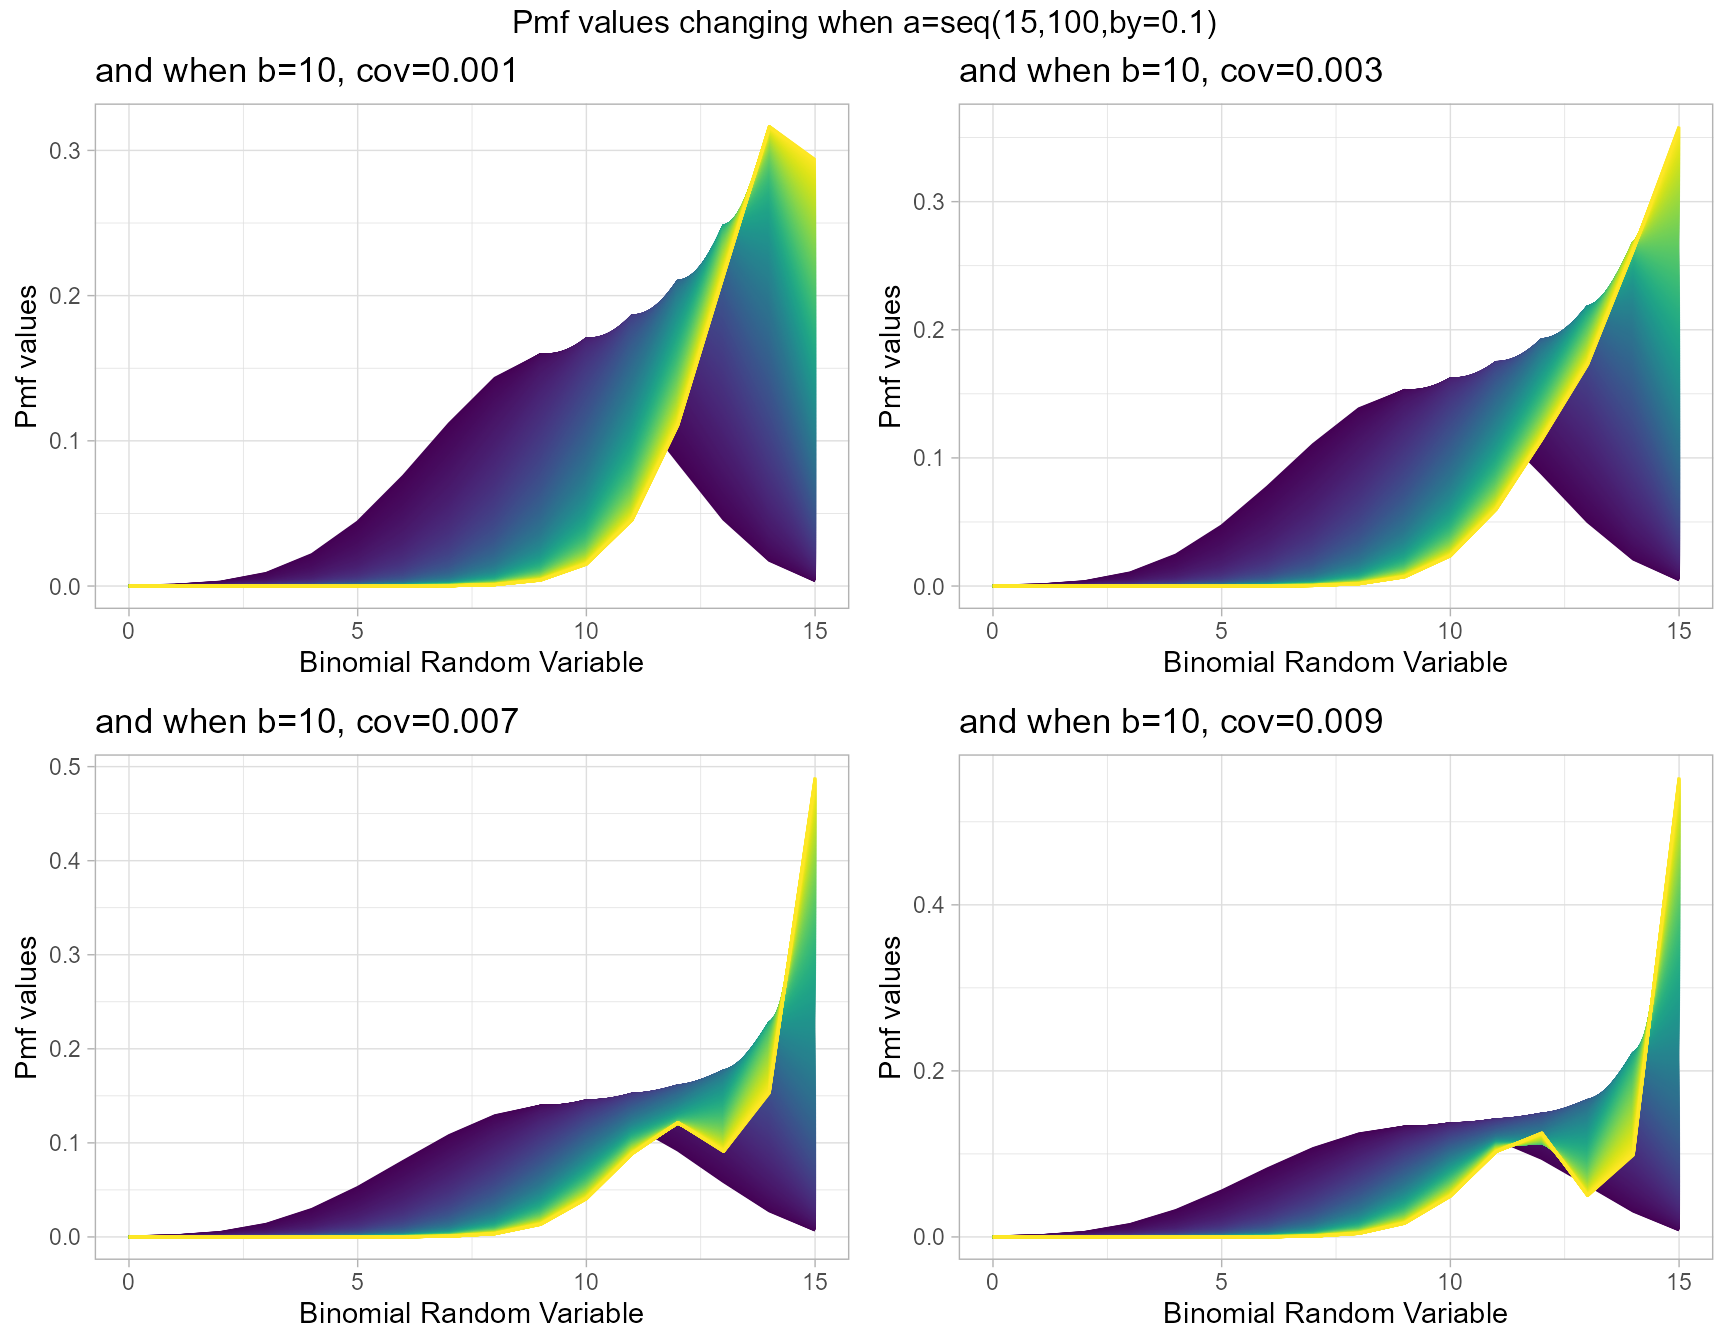 Pmf values changing when a=seq(15,100,by=0.1)
and when b=10, cov=0.001
Pmf values
0.3
0.2
0.1
0.0
0 5 10 15
Binomial Random Variable
and when b=10, cov=0.003
Pmf values
0.3
0.2
0.1
0.0
0 5 10 15
Binomial Random Variable
and when b=10, cov=0.007
Pmf values
0.5
0.4
0.3
0.2
0.1
0.0
0 5 10 15
Binomial Random Variable
and when b=10, cov=0.009
Pmf values
0.4
0.2
0.0
0 5 10 15
Binomial Random Variable